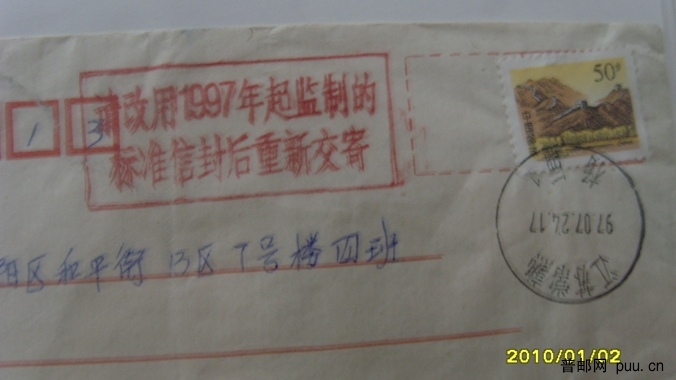 请改用1997年起监制的
标准信封后重新交寄
50分
中国邮政
1 3
阳区和平街13区7号楼四班
97.07.24.17
江苏常熟
2010/01/02
普邮网 puu.cn